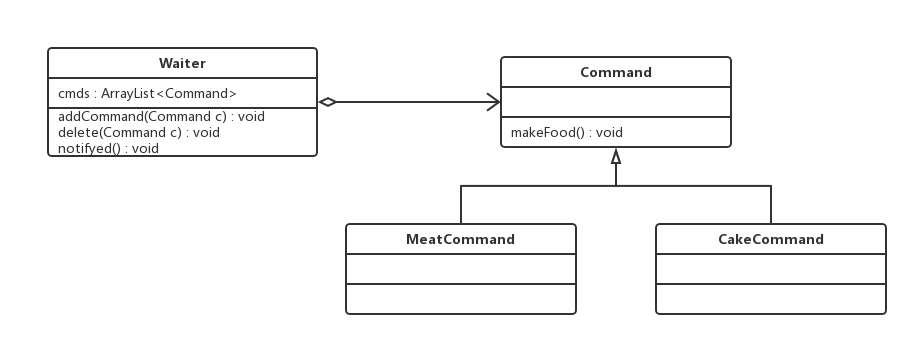 Waiter
cmds : ArrayList<Command>
addCommand(Command c) : void
delete(Command c) : void
notifyed() : void
Command
makeFood() : void
MeatCommand
CakeCommand